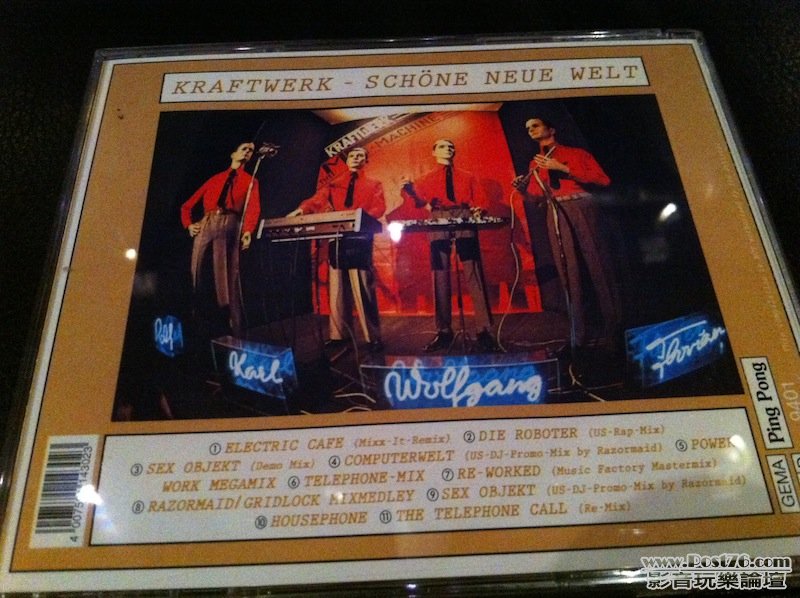 KRAFTWERK - SCHÖNE NEUE WELT
KRAFTWERK
MACHINE
Ralf
Karl
Wolfgang
Florian
① ELECTRIC CAFE (Mixx-It-Remix) ② DIE ROBOTER (US-Rap-Mix)
③ SEX OBJEKT (Demo Mix) ④ COMPUTERWELT (US-DJ-Promo-Mix by Razormaid) ⑤ POWER
WORK MEGAMIX ⑥ TELEPHONE-MIX ⑦ RE-WORKED (Music Factory Mastermix)
⑧ RAZORMAID/GRIDLOCK MIXMEDLEY ⑨ SEX OBJEKT (US-DJ-Promo-Mix by Razormaid)
⑩ HOUSEPHONE ⑪ THE TELEPHONE CALL (Re-Mix)
Ping Pong
GEMA
www.Post76.com
影音玩樂論壇